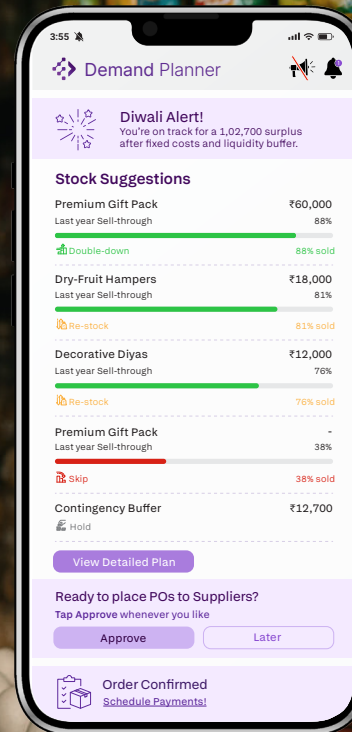 3:55
Demand Planner
Diwali Alert!
You're on track for a 1,02,700 surplus
after fixed costs and liquidity buffer.
Stock Suggestions
Premium Gift Pack ₹60,000
Last year Sell-through 88%
Double-down 88% sold
Dry-Fruit Hampers ₹18,000
Last year Sell-through 81%
Re-stock 81% sold
Decorative Diyas ₹12,000
Last year Sell-through 76%
Re-stock 76% sold
Premium Gift Pack -
Last year Sell-through 38%
Skip 38% sold
Contingency Buffer ₹12,700
Hold
View Detailed Plan
Ready to place POs to Suppliers?
Tap Approve whenever you like
Approve Later
Order Confirmed
Schedule Payments!